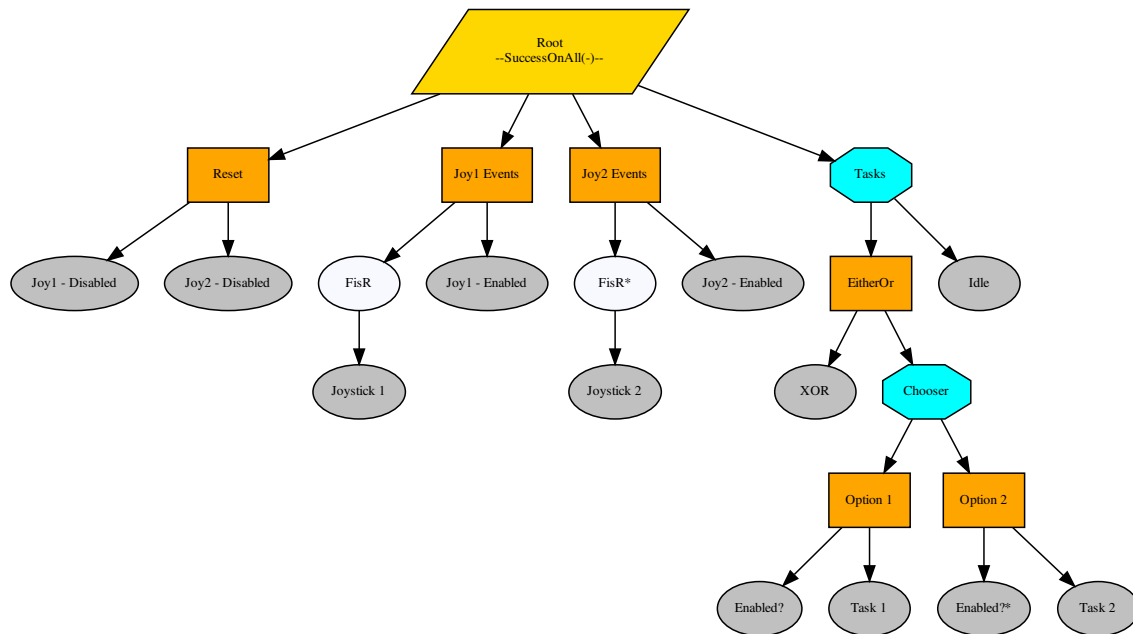 Root
--SuccessOnAll(-)--
Reset
Joy1 Events
Joy2 Events
Tasks
Joy1 - Disabled
Joy2 - Disabled
FisR
Joy1 - Enabled
FisR*
Joy2 - Enabled
EitherOr
Idle
Joystick 1
Joystick 2
XOR
Chooser
Option 1
Option 2
Enabled?
Task 1
Enabled?*
Task 2